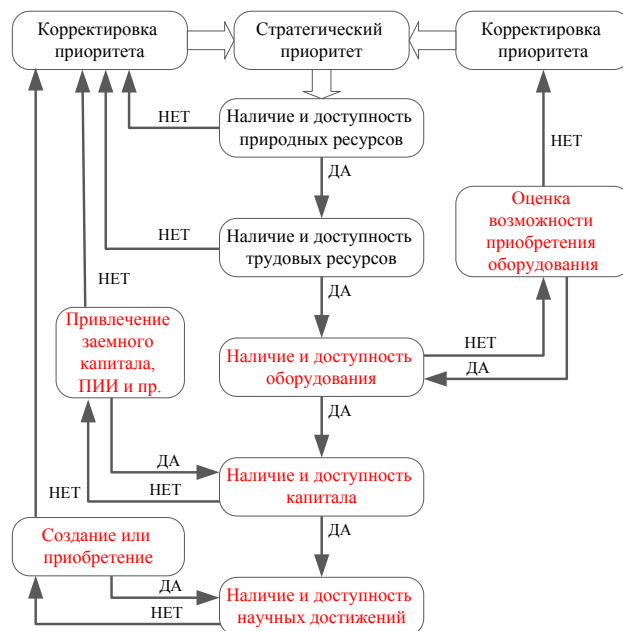 Корректировка
приоритета
Стратегический
приоритет
Корректировка
приоритета
НЕТ
Наличие и доступность
природных ресурсов
НЕТ
ДА
Оценка
возможности
приобретения
оборудования
НЕТ
Наличие и доступность
трудовых ресурсов
НЕТ
ДА
Привлечение
заемного
капитала,
ПИИ и пр.
Наличие и доступность
оборудования
НЕТ
ДА
ДА
ДА
Наличие и доступность
капитала
НЕТ
НЕТ
ДА
Создание или
приобретение
ДА
Наличие и доступность
научных достижений
НЕТ